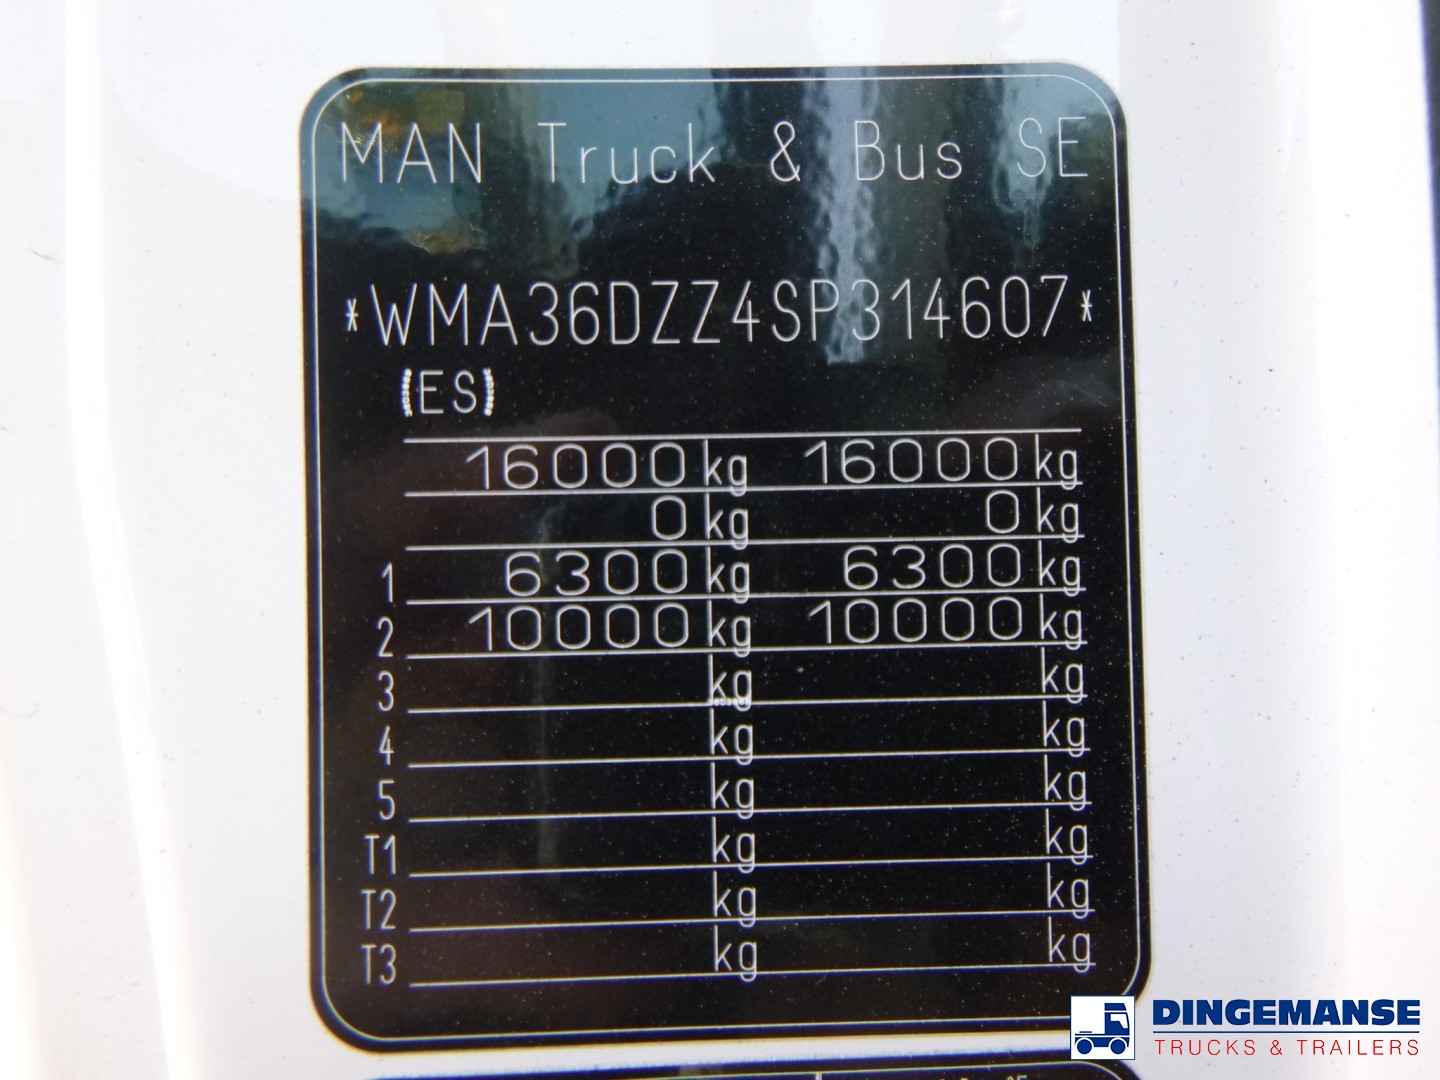 MAN Truck & Bus SE
*WMA36DZZ4SP314607*
(ES)
16000 kg 16000 kg
0 kg 0 kg
1 6300 kg 6300 kg
2 10000 kg 10000 kg
3 kg kg
4 kg kg
5 kg kg
T1 kg kg
T2 kg kg
T3 kg kg
DINGEMANSE
TRUCKS & TRAILERS